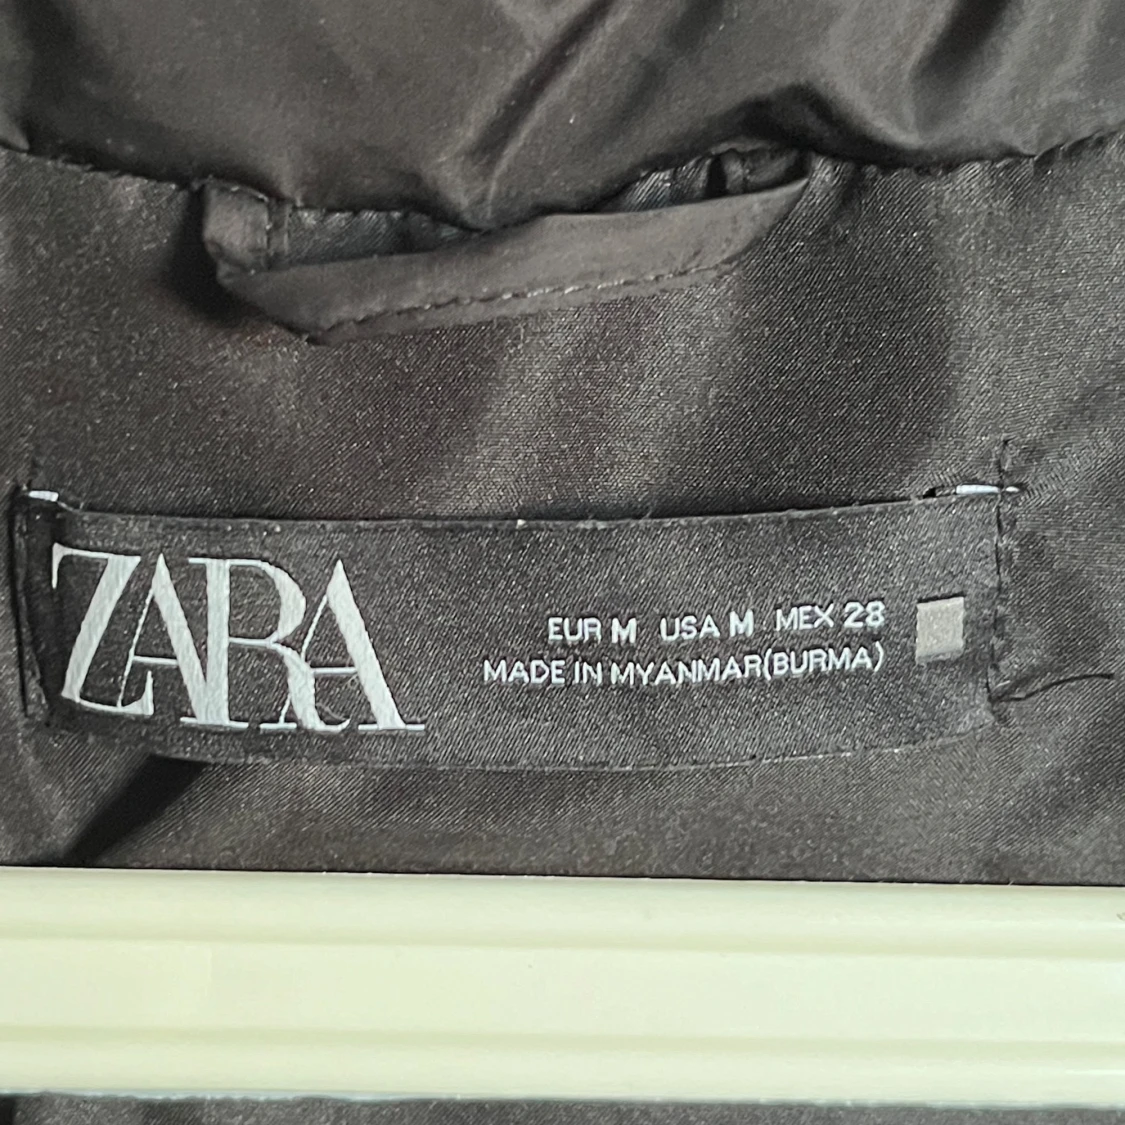 ZARA
EUR M USA M MEX 28
MADE IN MYANMAR(BURMA)